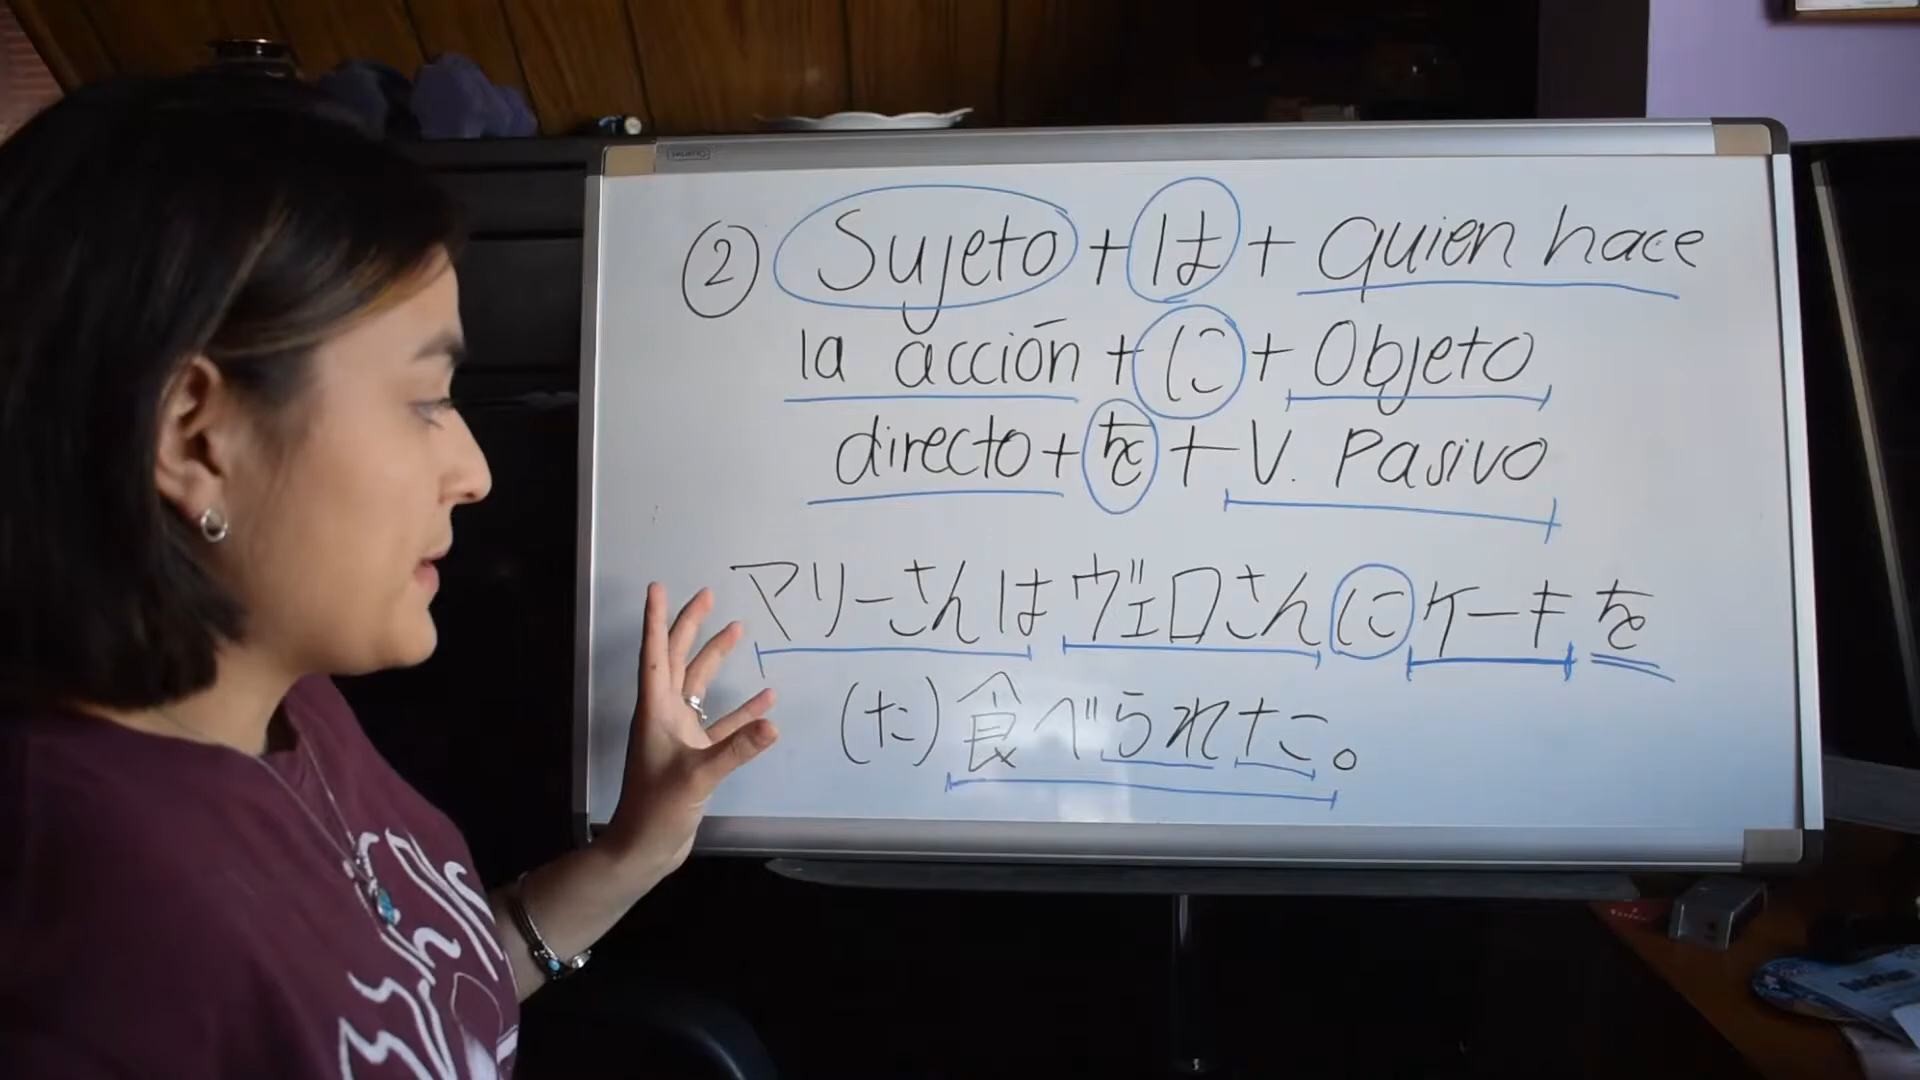 ② Sujeto + は + quien hace
la acción + に + Objeto
directo + を + V. Pasivo
マリーさんは ヴェロさん に ケーキ を
(た) 食べられた。